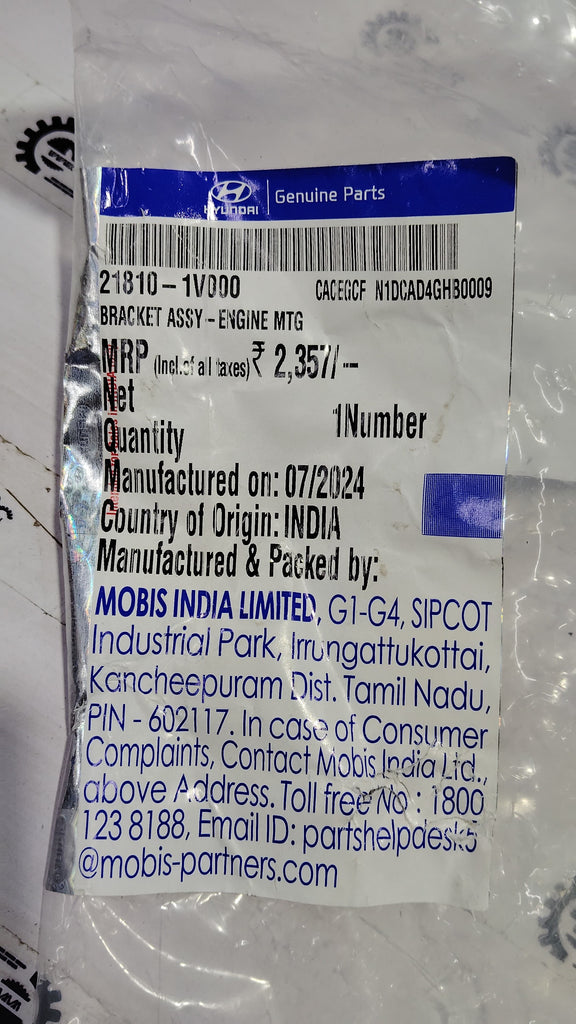 HYUNDAI | Genuine Parts
21810-1V000 CACEGCF N1DCAD4GHB0009
BRACKET ASSY-ENGINE MTG
MRP (Incl.of all taxes) ₹ 2,357/--
Net
Quantity 1Number
Manufactured on: 07/2024
Country of Origin: INDIA
Manufactured & Packed by:
MOBIS INDIA LIMITED, G1-G4, SIPCOT
Industrial Park, Irrungattukottai,
Kancheepuram Dist. Tamil Nadu,
PIN - 602117. In case of Consumer
Complaints, Contact Mobis India Ltd.,
above Address. Toll free No : 1800
123 8188, Email ID: partshelpdesk5
@mobis-partners.com